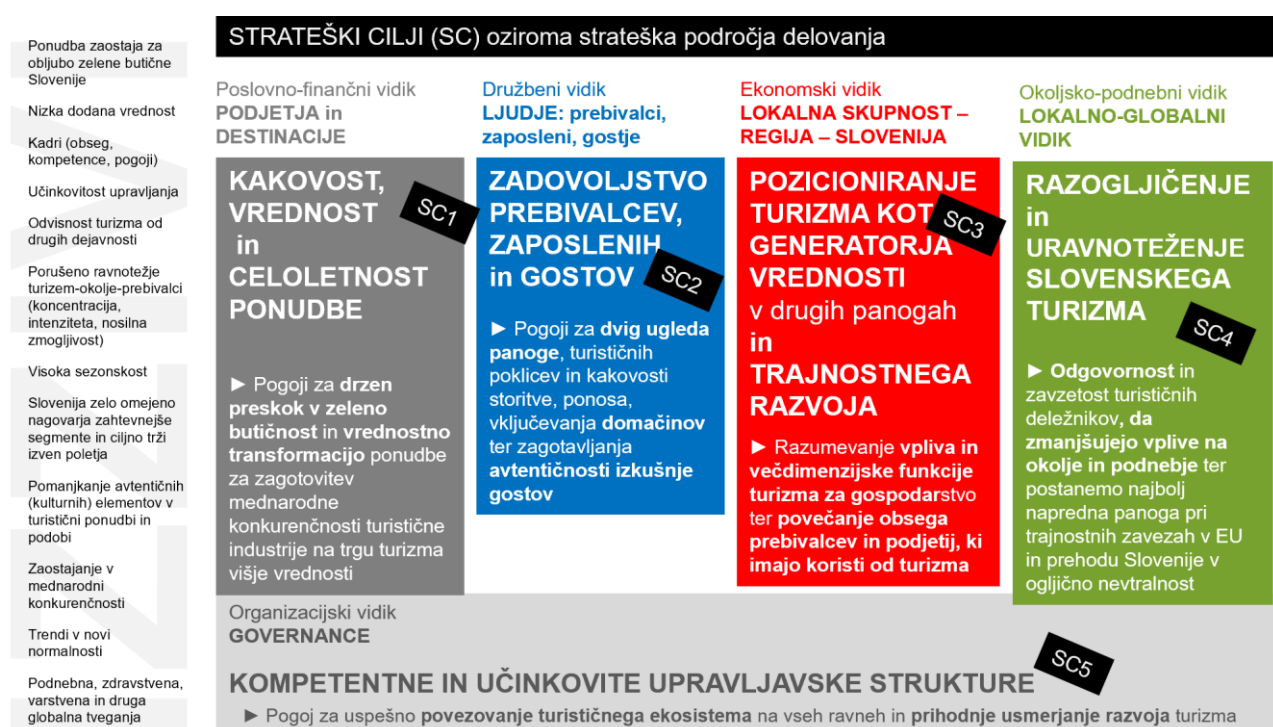 Ponudba zaostaja za
obljubo zelene butične
Slovenije
Nizka dodana vrednost
Kadri (obseg,
kompetence, pogoji)
Učinkovitost upravljanja
Odvisnost turizma od
drugih dejavnosti
Porušeno ravnotežje
turizem-okolje-prebivalci
(koncentracija,
intenziteta, nosilna
zmogljivost)
Visoka sezonskost
Slovenija zelo omejeno
nagovarja zahtevnejše
segmente in ciljno trži
izven poletja
Pomanjkanje avtentičnih
(kulturnih) elementov v
turistični ponudbi in
podobi
Zaostajanje v
mednarodni
konkurenčnosti
Trendi v novi
normalnosti
Podnebna, zdravstvena,
varstvena in druga
globalna tveganja
STRATEŠKI CILJI (SC) oziroma strateška področja delovanja
Poslovno-finančni vidik
PODJETJA in
DESTINACIJE
KAKOVOST,
VREDNOST
in
CELOLETNOST
PONUDBE
SC1
► Pogoji za drzen
preskok v zeleno
butičnost in vrednostno
transformacijo ponudbe
za zagotovitev
mednarodne
konkurenčnosti turistične
industrije na trgu turizma
višje vrednosti
Družbeni vidik
LJUDJE: prebivalci,
zaposleni, gostje
ZADOVOLJSTVO
PREBIVALCEV,
ZAPOSLENIH
in GOSTOV
SC2
► Pogoji za dvig ugleda
panoge, turističnih
poklicev in kakovosti
storitve, ponosa,
vključevanja domačinov
ter zagotavljanja
avtentičnosti izkušnje
gostov
Ekonomski vidik
LOKALNA SKUPNOST –
REGIJA – SLOVENIJA
POZICIONIRANJE
TURIZMA KOT
GENERATORJA
VREDNOSTI
v drugih panogah
in
TRAJNOSTNEGA
RAZVOJA
SC3
► Razumevanje vpliva in
večdimenzijske funkcije
turizma za gospodarstvo
ter povečanje obsega
prebivalcev in podjetij, ki
imajo koristi od turizma
Okoljsko-podnebni vidik
LOKALNO-GLOBALNI
VIDIK
RAZOGLJIČENJE
in
URAVNOTEŽENJE
SLOVENSKEGA
TURIZMA
SC4
► Odgovornost in
zavzetost turističnih
deležnikov, da
zmanjšujejo vplive na
okolje in podnebje ter
postanemo najbolj
napredna panoga pri
trajnostnih zavezah v EU
in prehodu Slovenije v
ogljično nevtralnost
Organizacijski vidik
GOVERNANCE
KOMPETENTNE IN UČINKOVITE UPRAVLJAVSKE STRUKTURE
SC5
► Pogoj za uspešno povezovanje turističnega ekosistema na vseh ravneh in prihodnje usmerjanje razvoja turizma